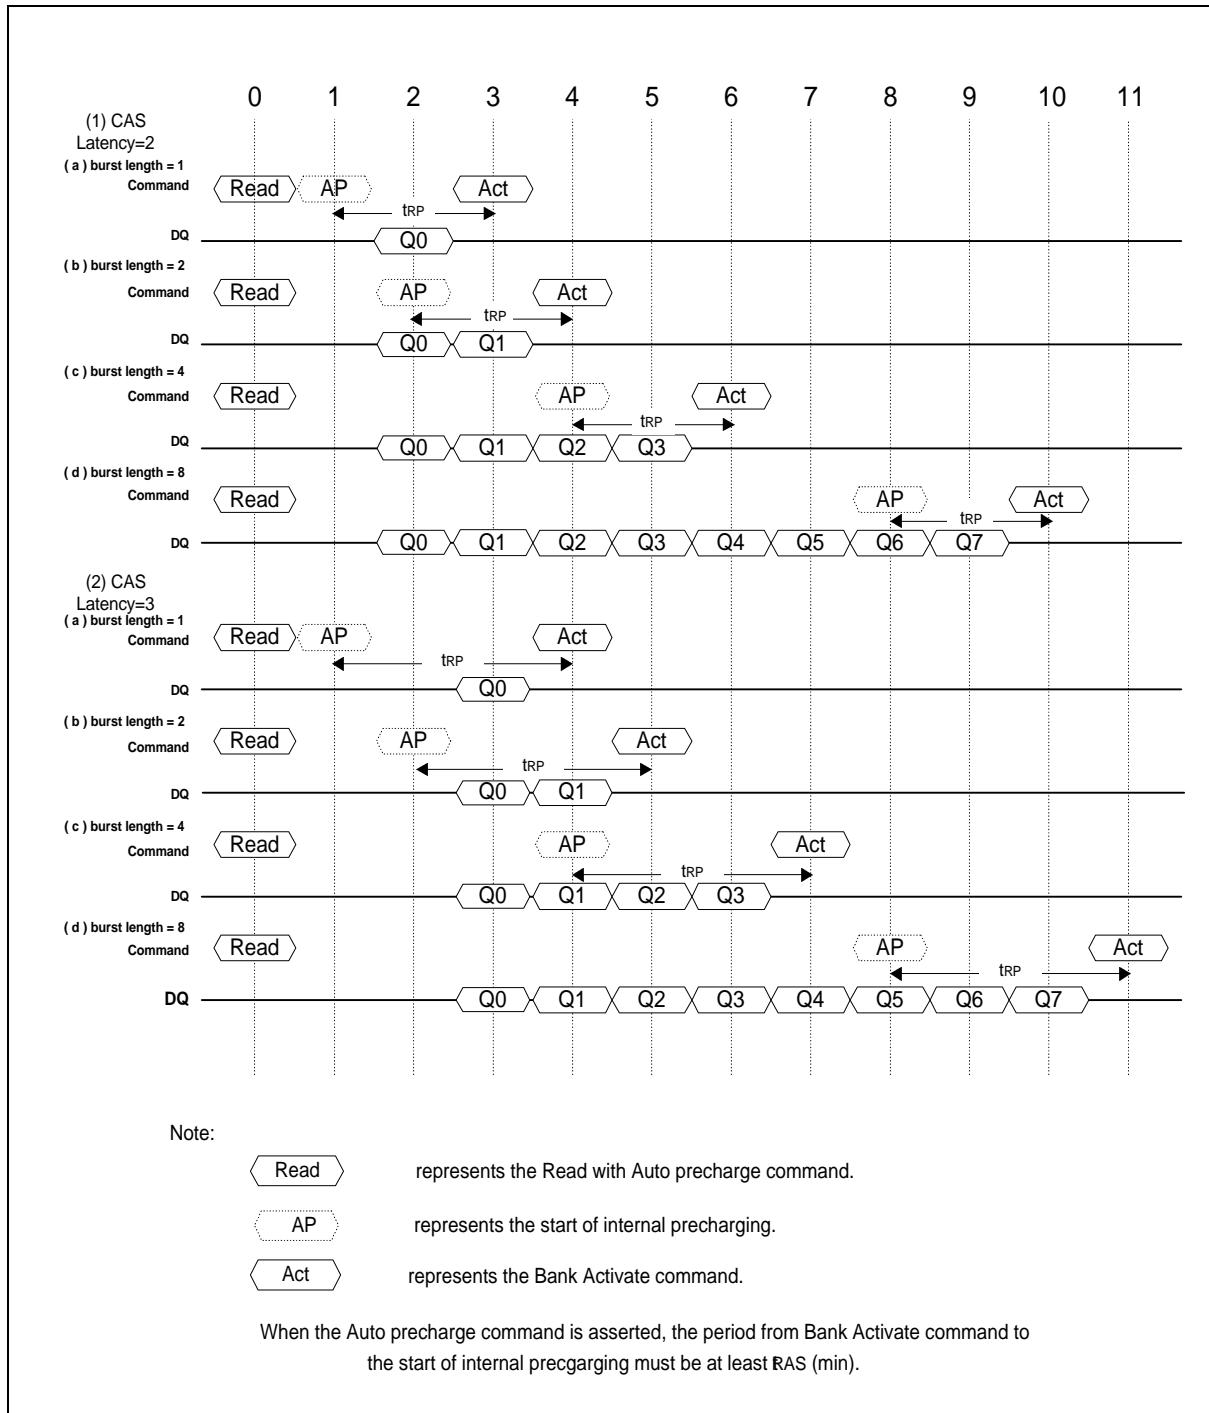 0 1 2 3 4 5 6 7 8 9 10 11
(1) CAS
Latency=2
( a ) burst length = 1
Command Read AP Act
tRP
DQ Q0
( b ) burst length = 2
Command Read AP Act
tRP
DQ Q0 Q1
( c ) burst length = 4
Command Read AP Act
tRP
DQ Q0 Q1 Q2 Q3
( d ) burst length = 8
Command Read AP Act
tRP
DQ Q0 Q1 Q2 Q3 Q4 Q5 Q6 Q7
(2) CAS
Latency=3
( a ) burst length = 1
Command Read AP Act
tRP
DQ Q0
( b ) burst length = 2
Command Read AP Act
tRP
DQ Q0 Q1
( c ) burst length = 4
Command Read AP Act
tRP
DQ Q0 Q1 Q2 Q3
( d ) burst length = 8
Command Read AP Act
tRP
DQ Q0 Q1 Q2 Q3 Q4 Q5 Q6 Q7
Note:
Read represents the Read with Auto precharge command.
AP represents the start of internal precharging.
Act represents the Bank Activate command.
When the Auto precharge command is asserted, the period from Bank Activate command to
the start of internal precgarging must be at least tRAS (min).